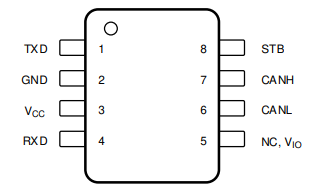 TXD 1 8 STB
GND 2 7 CANH
VCC 3 6 CANL
RXD 4 5 NC, VIO